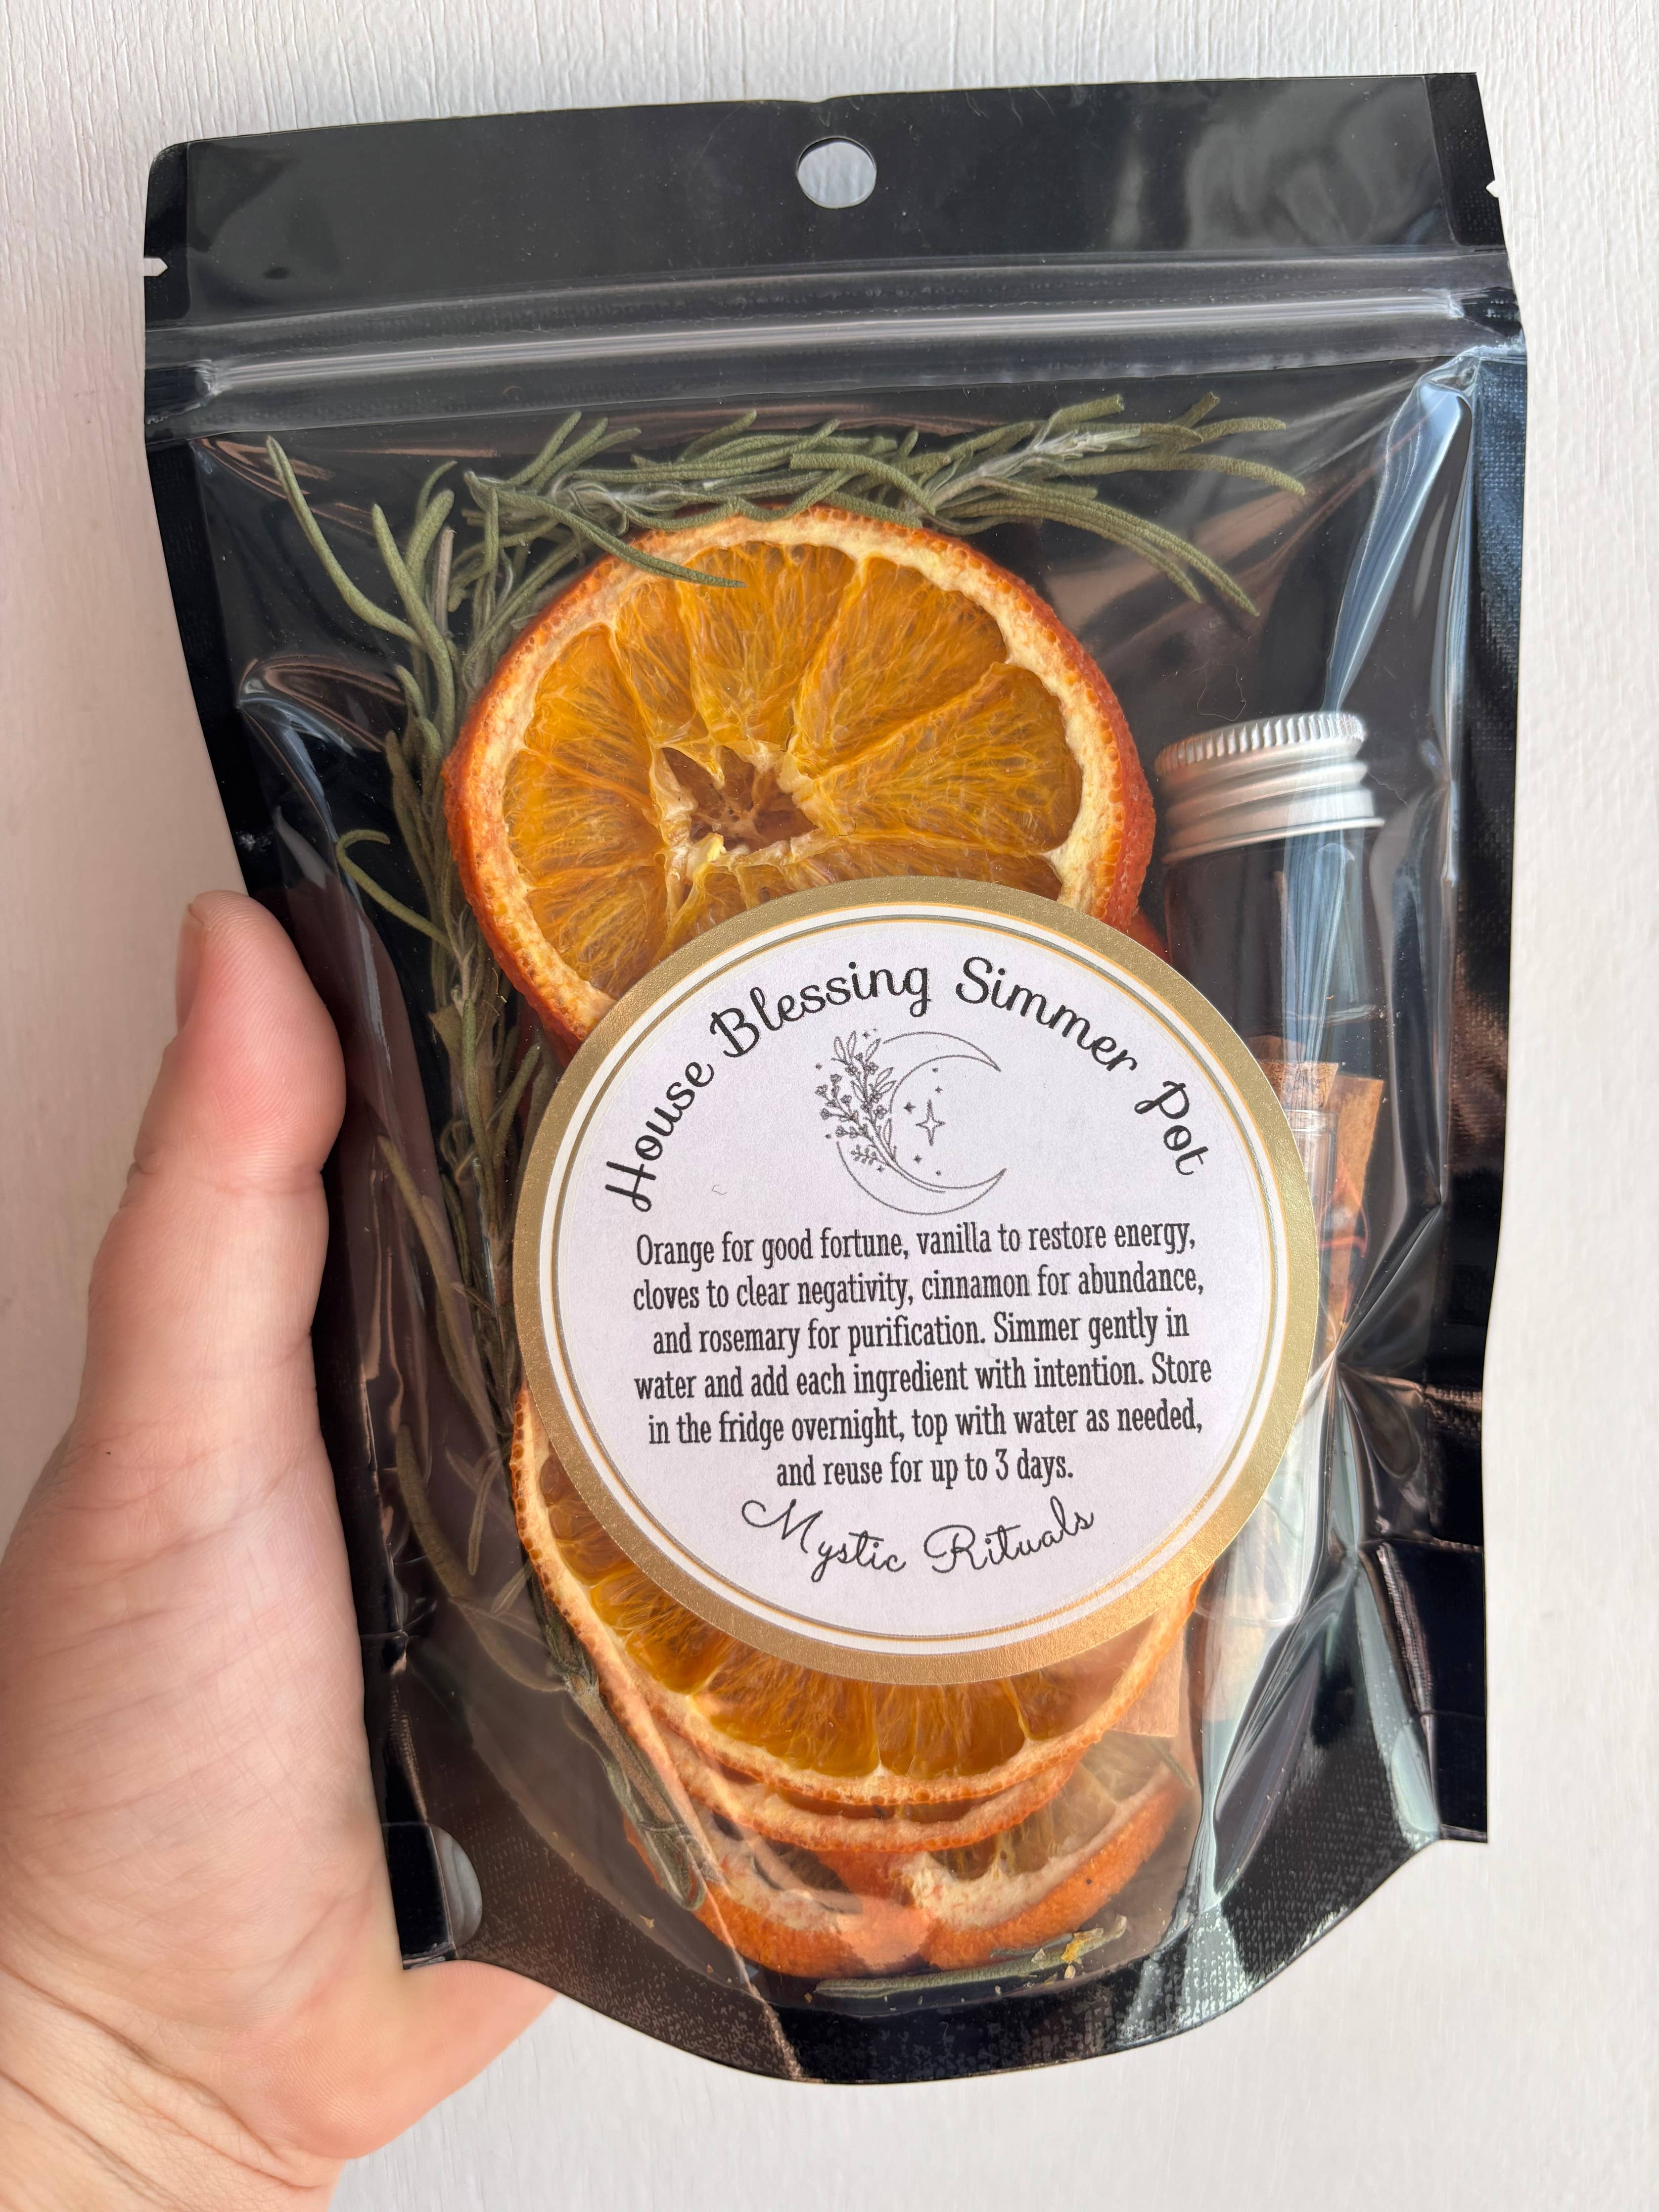 House Blessing Simmer Pot
Orange for good fortune, vanilla to restore energy,
cloves to clear negativity, cinnamon for abundance,
and rosemary for purification. Simmer gently in
water and add each ingredient with intention. Store
in the fridge overnight, top with water as needed,
and reuse for up to 3 days.
Mystic Rituals